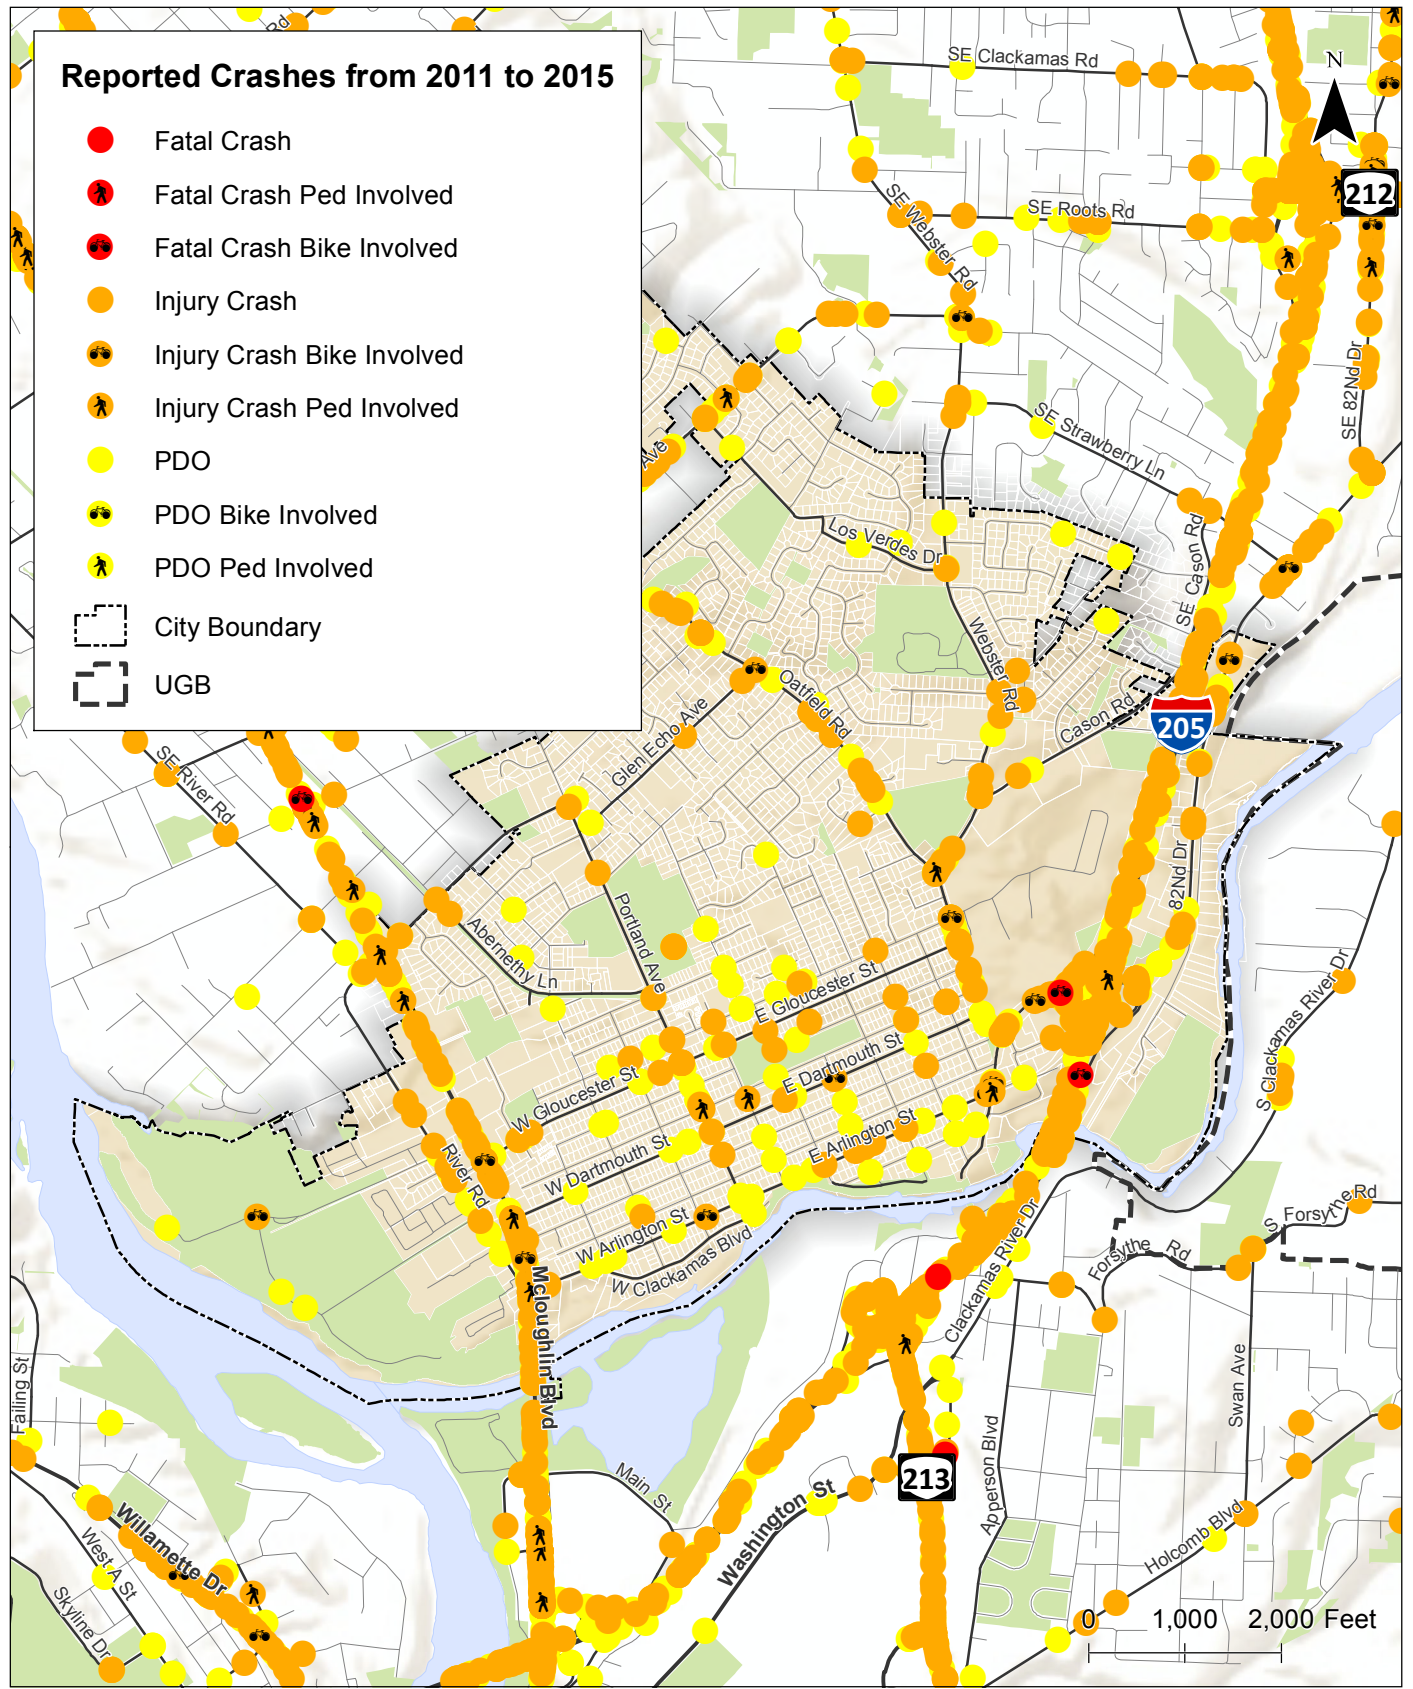 Rd
SE Clackamas Rd
N
Reported Crashes from 2011 to 2015
Fatal Crash
Fatal Crash Ped Involved
Fatal Crash Bike Involved
Injury Crash
Injury Crash Bike Involved
Injury Crash Ped Involved
PDO
PDO Bike Involved
PDO Ped Involved
City Boundary
UGB
212
SE Webster Rd
SE Roots Rd
SE 82Nd Dr
SE Strawberry Ln
Ave
Los Verdes Dr
SE Cason Rd
Webster Rd
Oatfield Rd
Glen Echo Ave
Cason Rd
205
SE River Rd
82Nd Dr
Portland Ave
Abernethy Ln
E Gloucester St
S Clackamas River Dr
W Gloucester St
E Dartmouth St
E Arlington St
River Rd
W Dartmouth St
W Arlington St
W Clackamas Blvd
Mcloughlin Blvd
Clackamas River Dr
Forsythe Rd
S Forsythe Rd
Failing St
Swan Ave
Main St
Washington St
213
Apperson Blvd
Holcomb Blvd
Willamette Dr
West A St
Skyline Dr
0 1,000 2,000 Feet